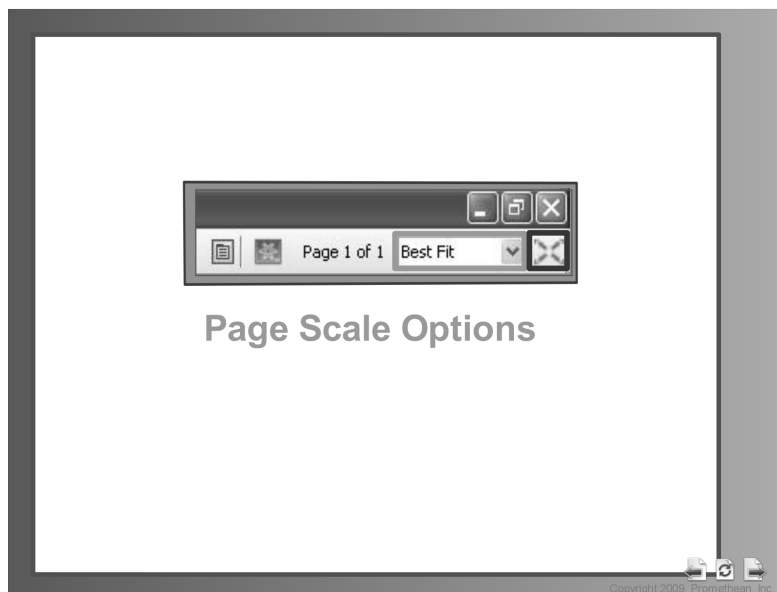 Page 1 of 1 Best Fit
Page Scale Options
Copyright 2009, Promethean, Inc